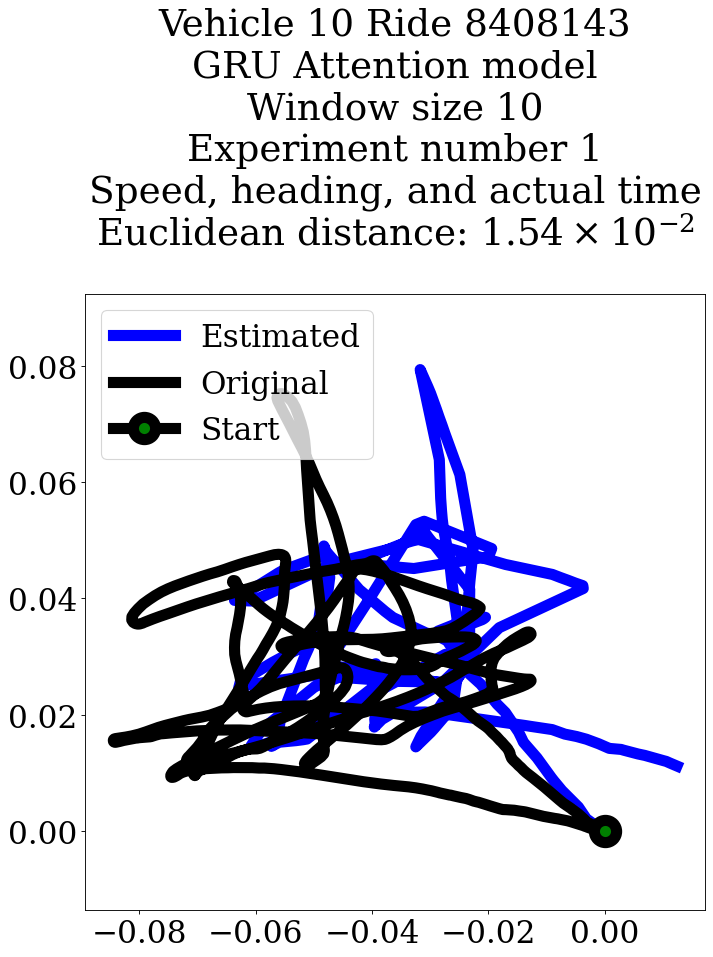 Vehicle 10 Ride 8408143
GRU Attention model
Window size 10
Experiment number 1
Speed, heading, and actual time
Euclidean distance: 1.54 × 10⁻²
Estimated
Original
Start
0.08
0.06
0.04
0.02
0.00
−0.08 −0.06 −0.04 −0.02 0.00